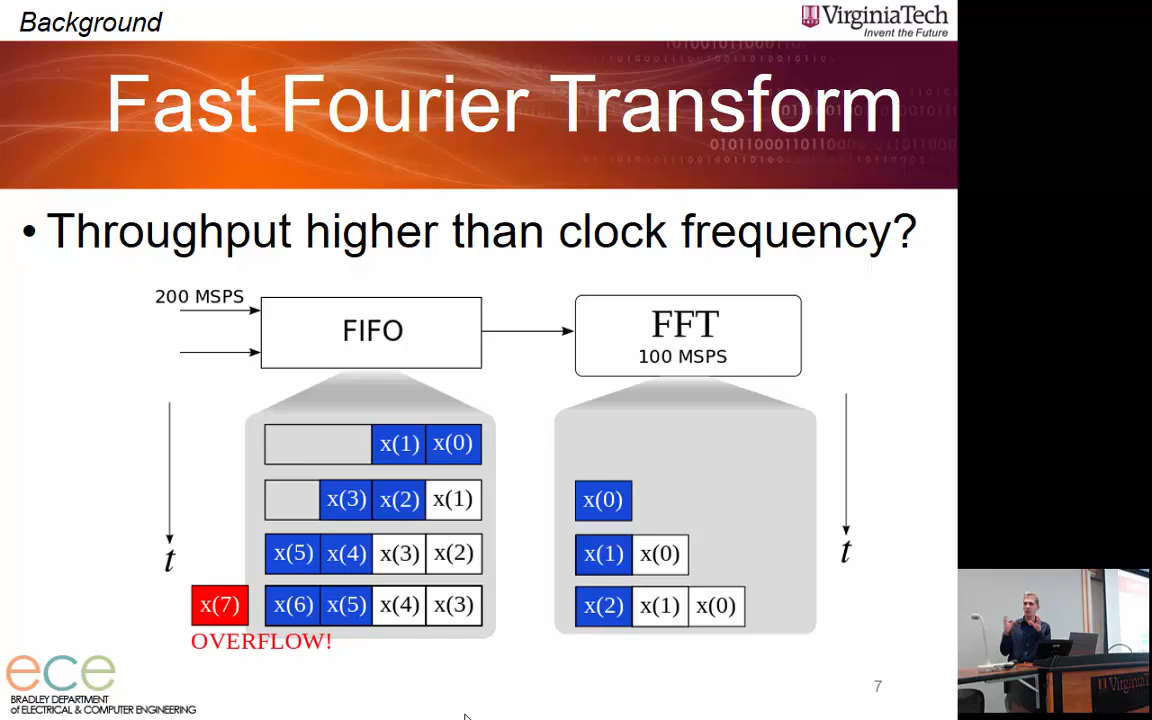 Background
VirginiaTech
Invent the Future
Fast Fourier Transform
• Throughput higher than clock frequency?
200 MSPS
FIFO
FFT
100 MSPS
x(1) x(0)
x(3) x(2) x(1)
x(0)
x(5) x(4) x(3) x(2)
x(1) x(0)
t
t
x(7) x(6) x(5) x(4) x(3)
x(2) x(1) x(0)
OVERFLOW!
ece
BRADLEY DEPARTMENT
of ELECTRICAL & COMPUTER ENGINEERING
7